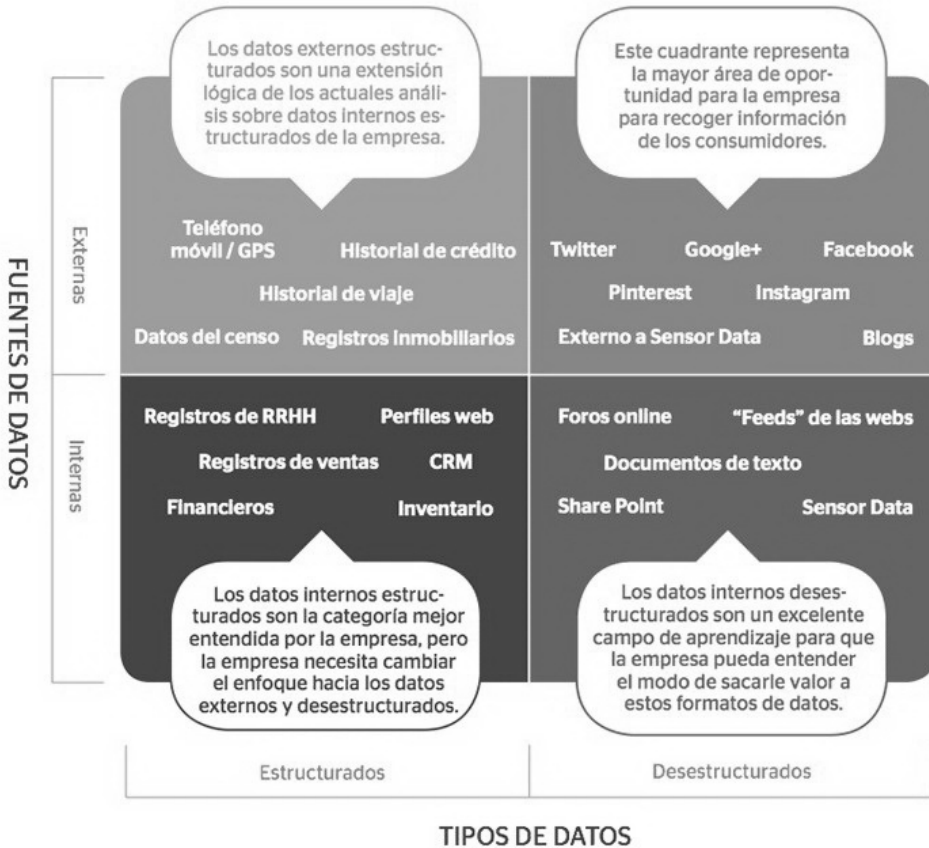 Los datos externos estruc-
turados son una extensión
lógica de los actuales análi-
sis sobre datos internos es-
tructurados de la empresa.
Este cuadrante representa
la mayor área de opor-
tunidad para la empresa
para recoger información
de los consumidores.
FUENTES DE DATOS
Externas
Teléfono
móvil / GPS
Historial de crédito
Historial de viaje
Datos del censo
Registros inmobiliarios
Twitter
Google+
Facebook
Pinterest
Instagram
Externo a Sensor Data
Blogs
Internas
Registros de RRHH
Perfiles web
Registros de ventas
CRM
Financieros
Inventario
Foros online
“Feeds” de las webs
Documentos de texto
Share Point
Sensor Data
Los datos internos estruc-
turados son la categoría mejor
entendida por la empresa, pero
la empresa necesita cambiar
el enfoque hacia los datos
externos y desestructurados.
Los datos internos deses-
tructurados son un excelente
campo de aprendizaje para que
la empresa pueda entender
el modo de sacarle valor a
estos formatos de datos.
Estructurados
Desestructurados
TIPOS DE DATOS